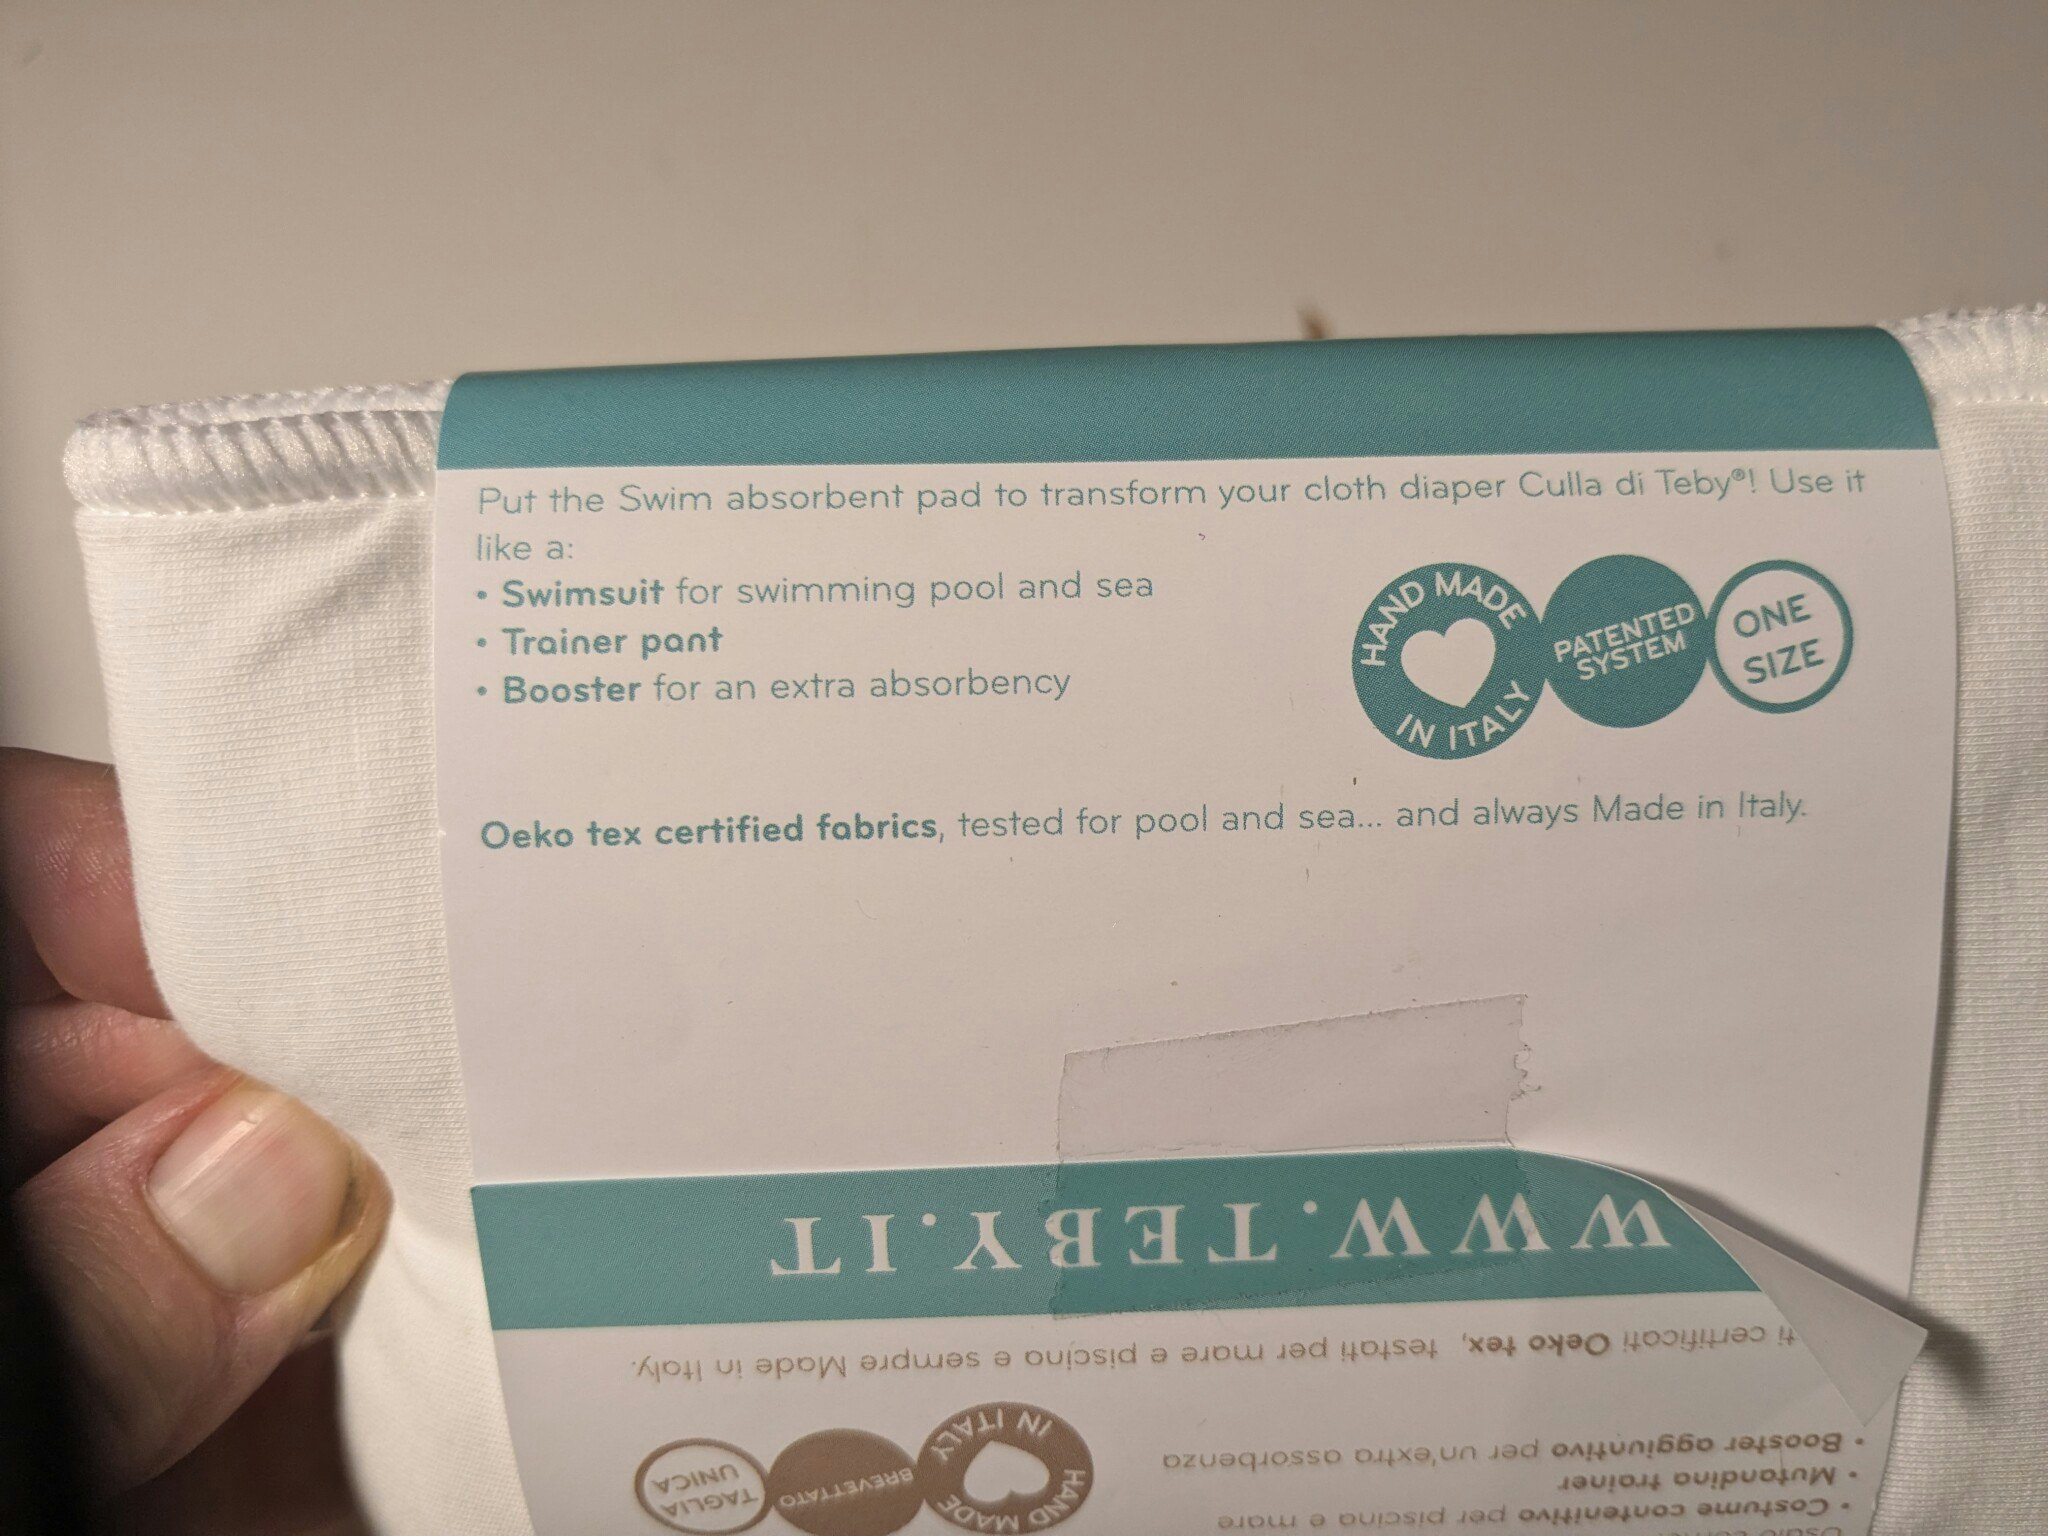 Put the Swim absorbent pad to transform your cloth diaper Culla di Teby®! Use it
like a:
• Swimsuit for swimming pool and sea
• Trainer pant
• Booster for an extra absorbency
HAND MADE
IN ITALY
PATENTED
SYSTEM
ONE
SIZE
Oeko tex certified fabrics, tested for pool and sea... and always Made in Italy.
WWW.TEBY.IT
• Costume contenitivo per piscina e mare
• Mutandina trainer
• Booster aggiuntivo per un'extra assorbenza
HAND MADE
IN ITALY
BREVETTATO
TAGLIA
UNICA
ti certificati Oeko tex, testati per mare e piscina e sempre Made in Italy.